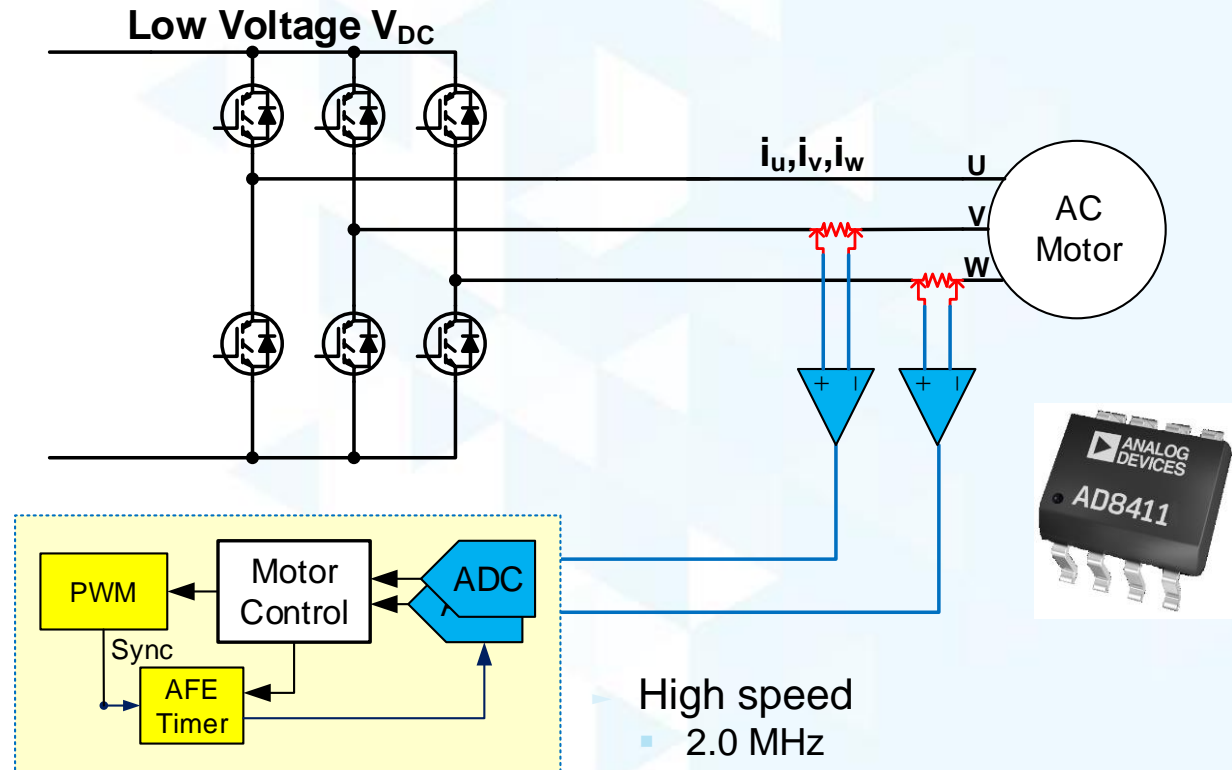 Low Voltage VDC
iu,iv,iw
U
V
W
AC
Motor
+ −
+ −
ANALOG
DEVICES
AD8411
PWM
Motor
Control
ADC
Sync
AFE
Timer
High speed
2.0 MHz